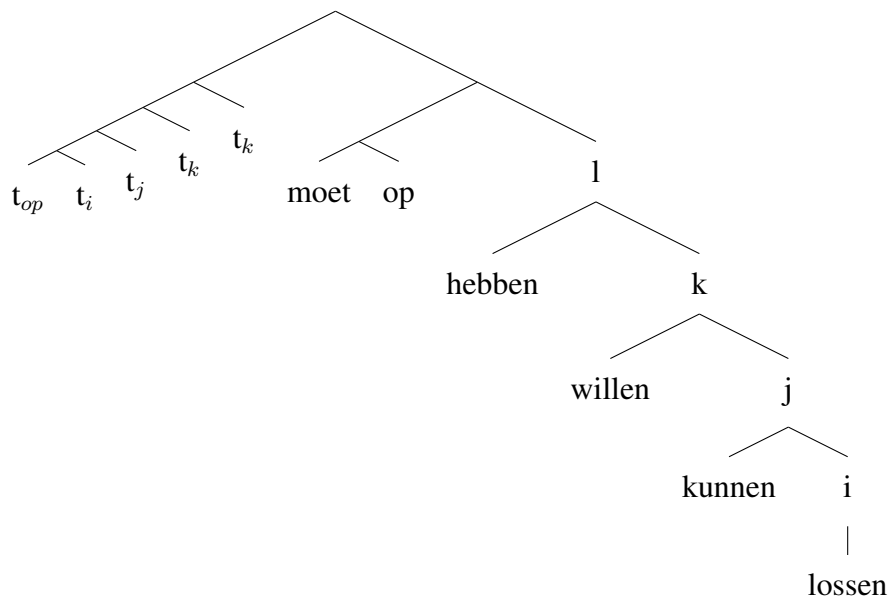 t_k
t_k
t_j
t_op t_i moet op l
hebben k
willen j
kunnen i
lossen